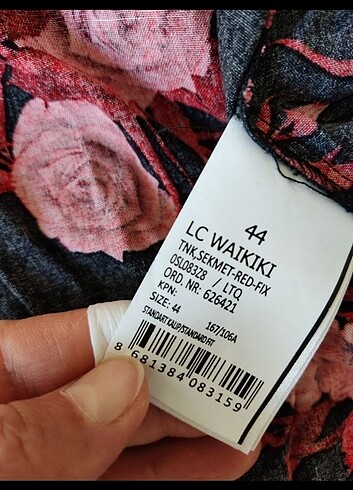 44
LC WAIKIKI
TNK,SEKMET-RED-FIX
OSL08328 / LTQ
ORD. NR: 626421
KPN:
SIZE: 44
167/106A
STANDART KALIP/STANDARD FIT
8 681384 083159